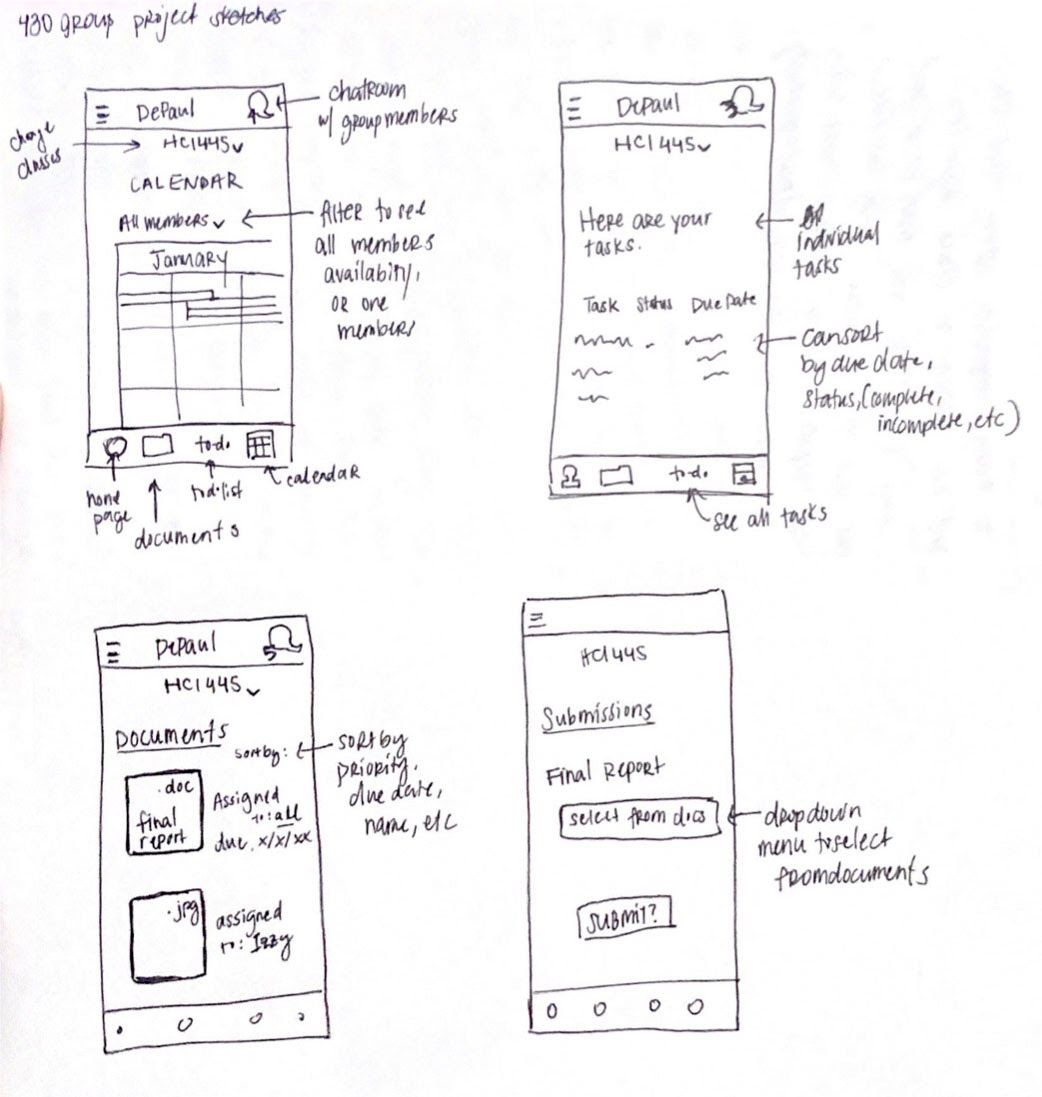 430 group project sketches
DePaul
HCI445
CALENDAR
All members
January
to-do
change
classes
chatroom
w/ group members
filter to see
all members
availability,
or one
members
home
page
documents
to-do list
calendar
DePaul
HCI445
Here are your
tasks.
Task Status Due Date
to-do
individual
tasks
can sort
by due date,
status, (complete,
incomplete, etc)
see all tasks
DePaul
HCI445
Documents
sort by:
.doc
final
report
Assigned
to: all
due x/x/xx
.jpg
assigned
to: Izzy
sort by
priority,
due date,
name, etc
HCI445
Submissions
Final Report
select from docs
submit?
dropdown
menu to select
from documents